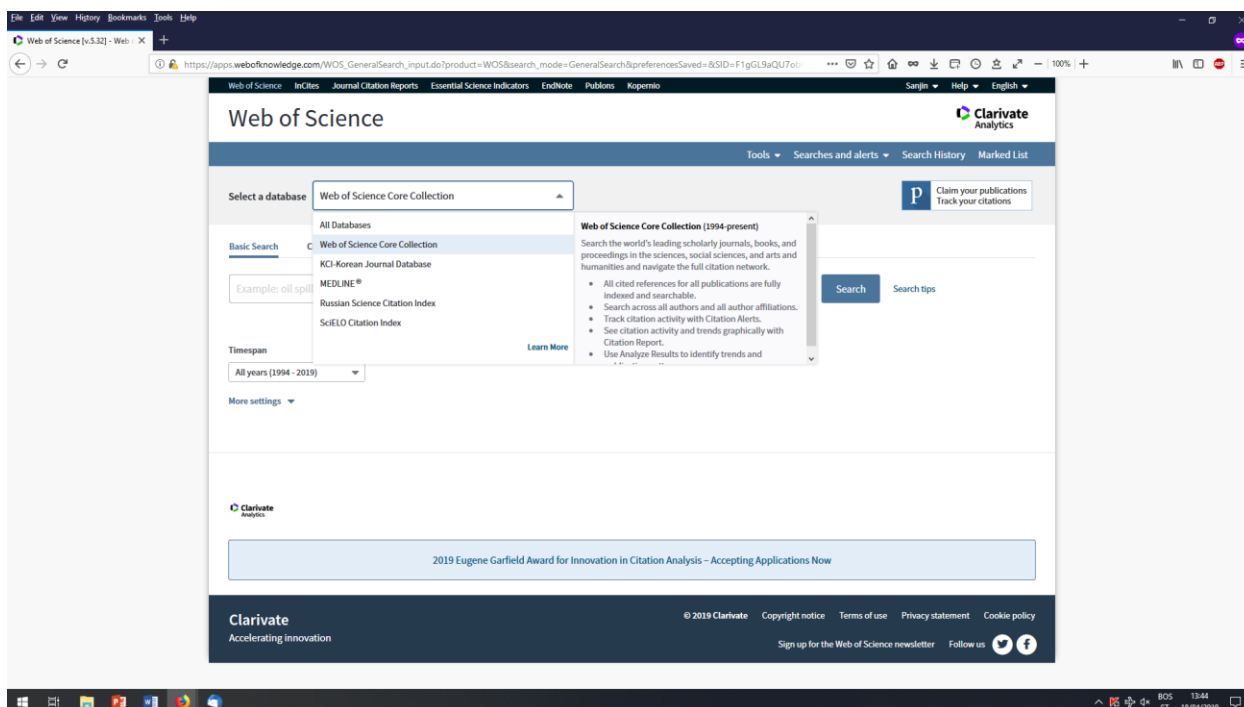 File Edit View History Bookmarks Tools Help
Web of Science [v.5.32] - Web
https://apps.webofknowledge.com/WOS_GeneralSearch_input.do?product=WOS&search_mode=GeneralSearch&preferencesSaved=&SID= 100%
Web of Science InCites Journal Citation Reports Essential Science Indicators EndNote Publons Kopernio Sanjin Help English
Web of Science
Clarivate
Analytics
Tools Searches and alerts Search History Marked List
Select a database Web of Science Core Collection
p Claim your publications
Track your citations
All Databases
Web of Science Core Collection
KCI-Korean Journal Database
MEDLINE®
Russian Science Citation Index
SciELO Citation Index
Learn More
Web of Science Core Collection (1994-present)
Search the world's leading scholarly journals, books, and
proceedings in the sciences, social sciences, and arts and
humanities and navigate the full citation network.
• All cited references for all publications are fully
indexed and searchable.
• Search across all authors and all author affiliations.
• Track citation activity with Citation Alerts.
• See citation activity and trends graphically with
Citation Report.
• Use Analyze Results to identify trends and
Basic Search C
Example: oil spill
Search Search tips
Timespan
All years (1994 - 2019)
More settings
Clarivate
Analytics
2019 Eugene Garfield Award for Innovation in Citation Analysis – Accepting Applications Now
Clarivate
Accelerating innovation
© 2019 Clarivate Copyright notice Terms of use Privacy statement Cookie policy
Sign up for the Web of Science newsletter Follow us
BOS 13:44